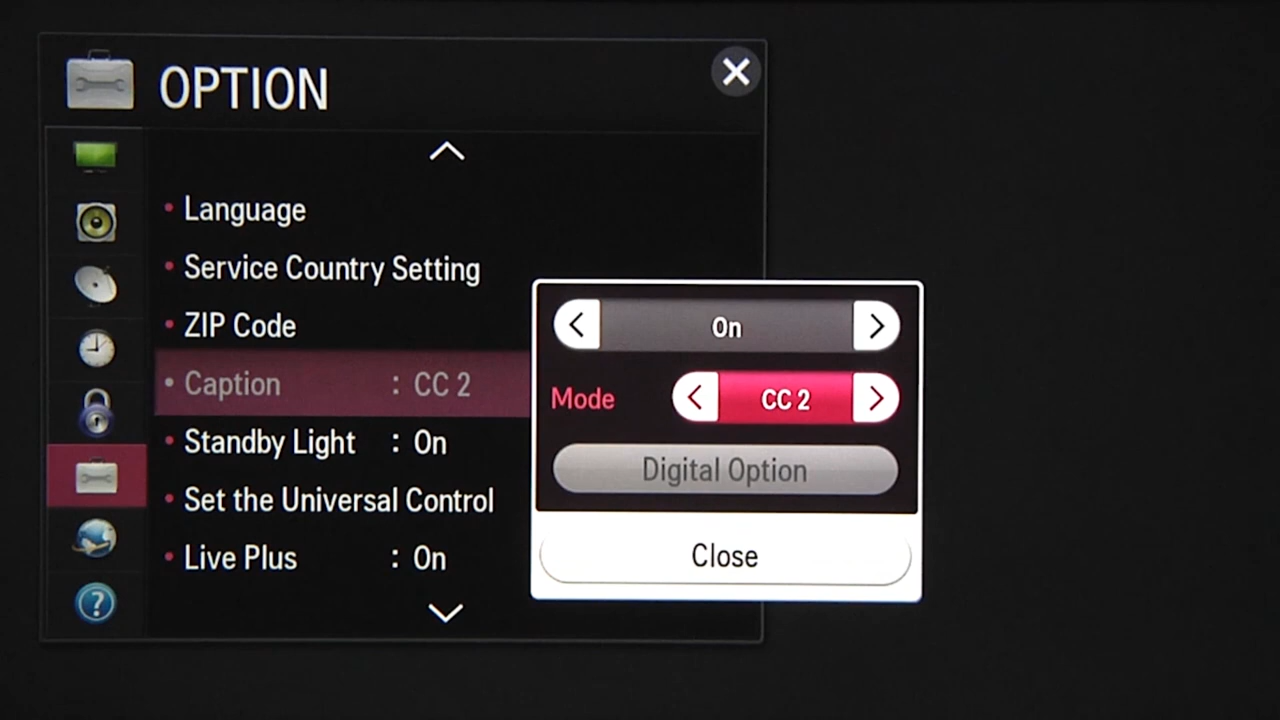 OPTION
Language
Service Country Setting
ZIP Code
Caption : CC 2
Standby Light : On
Set the Universal Control
Live Plus : On
On
Mode CC 2
Digital Option
Close
?